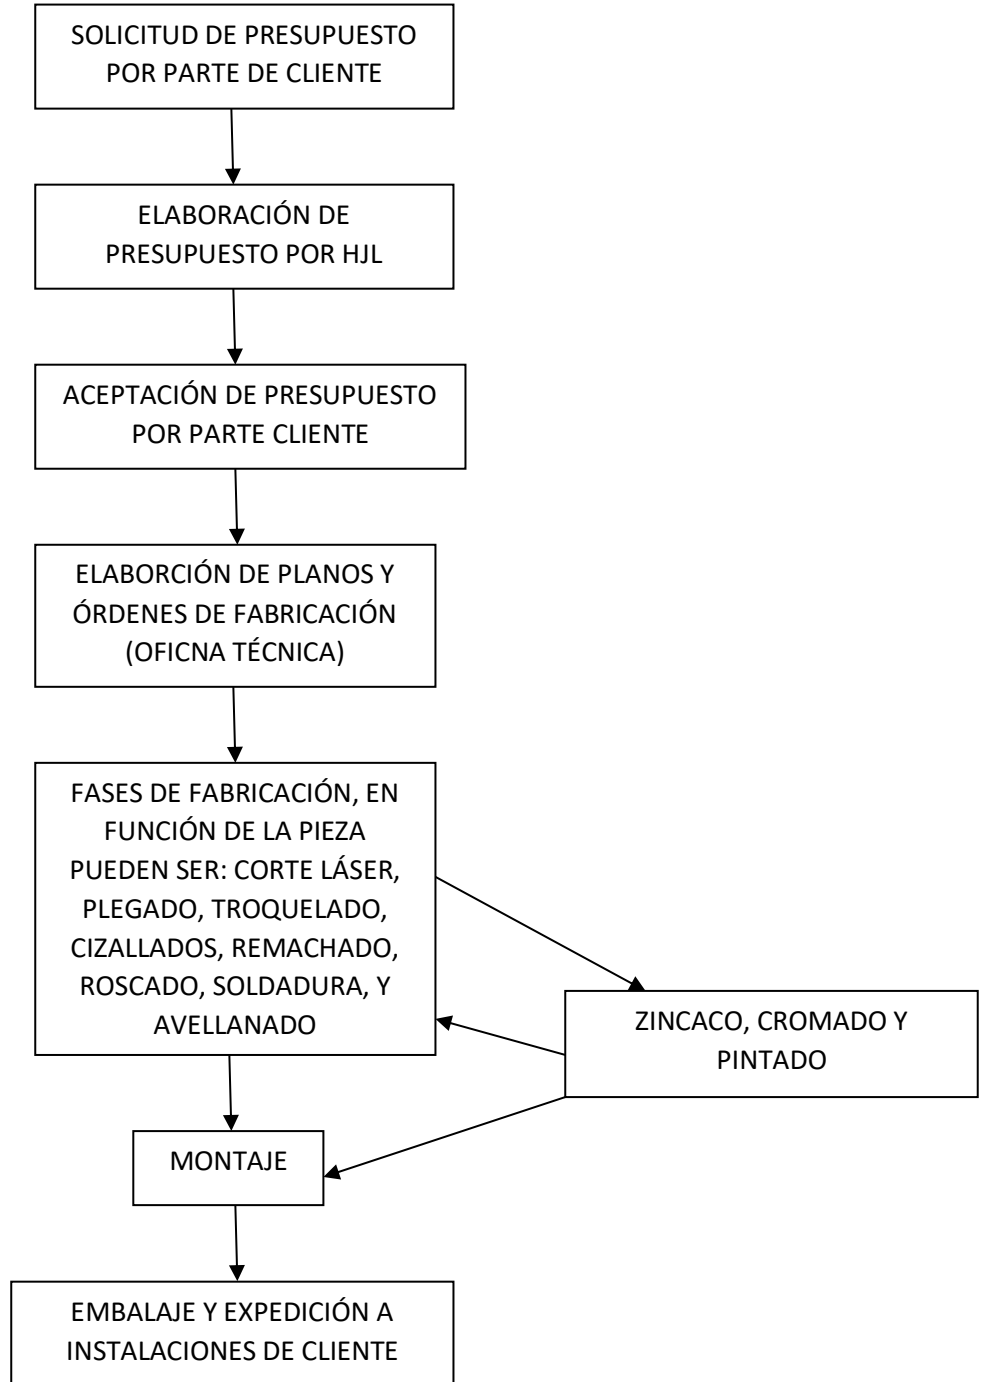 SOLICITUD DE PRESUPUESTO
POR PARTE DE CLIENTE
ELABORACIÓN DE
PRESUPUESTO POR HJL
ACEPTACIÓN DE PRESUPUESTO
POR PARTE CLIENTE
ELABORCIÓN DE PLANOS Y
ÓRDENES DE FABRICACIÓN
(OFICNA TÉCNICA)
FASES DE FABRICACIÓN, EN
FUNCIÓN DE LA PIEZA
PUEDEN SER: CORTE LÁSER,
PLEGADO, TROQUELADO,
CIZALLADOS, REMACHADO,
ROSCADO, SOLDADURA, Y
AVELLANADO
ZINCACO, CROMADO Y
PINTADO
MONTAJE
EMBALAJE Y EXPEDICIÓN A
INSTALACIONES DE CLIENTE